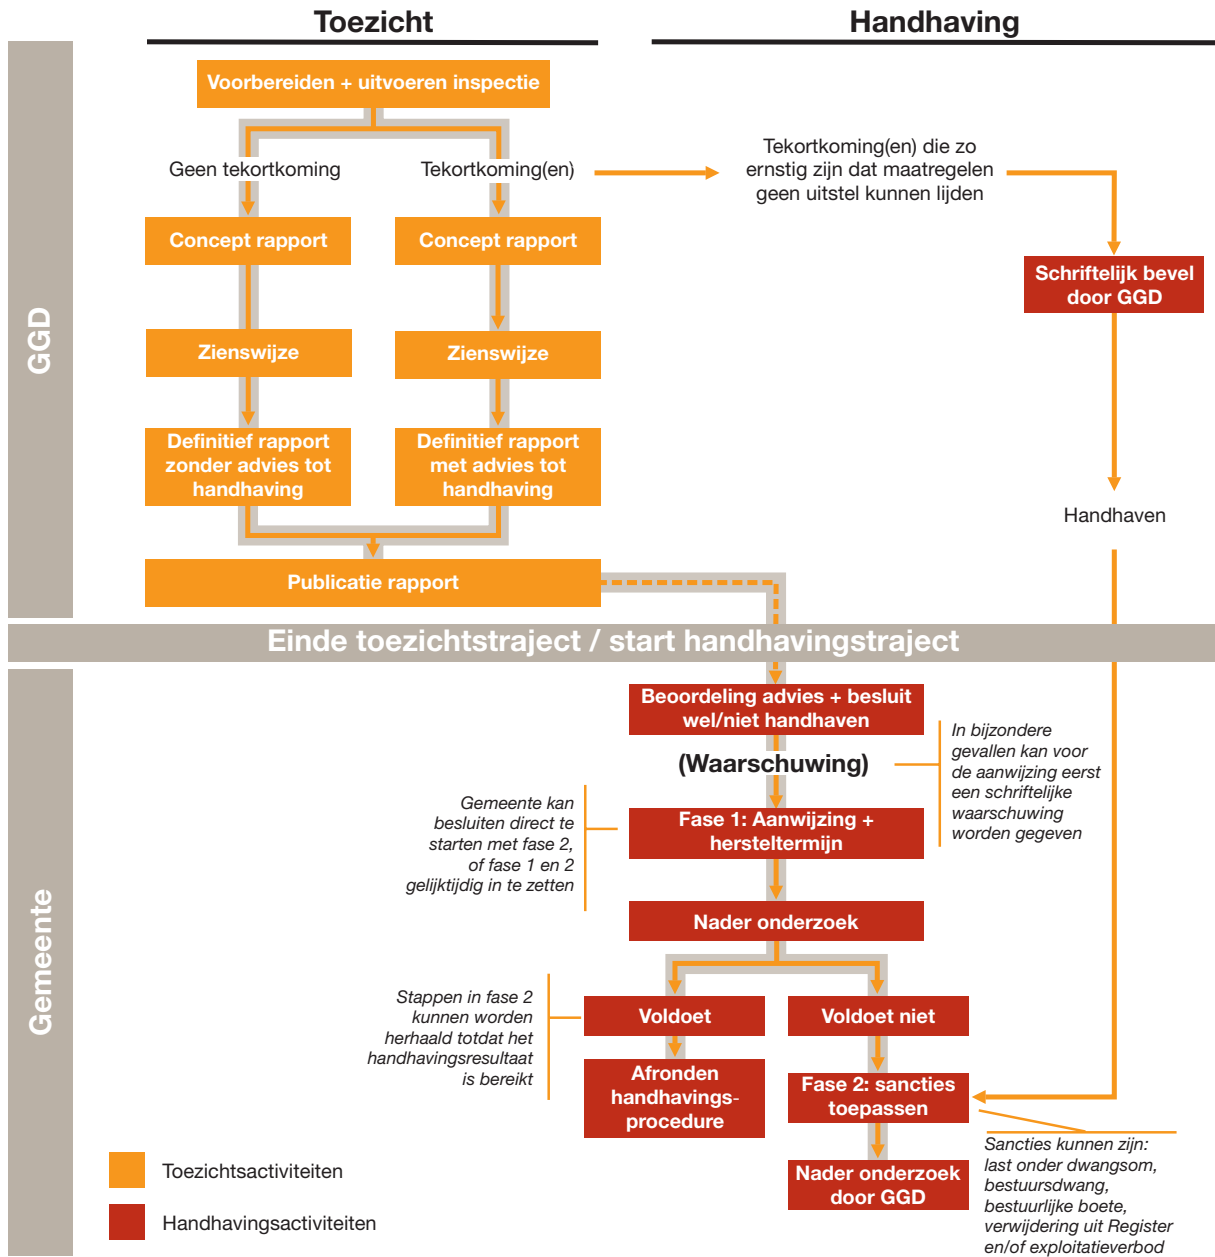 Toezicht
Handhaving
GGD
Voorbereiden + uitvoeren inspectie
Geen tekortkoming
Tekortkoming(en)
Tekortkoming(en) die zo
ernstig zijn dat maatregelen
geen uitstel kunnen lijden
Concept rapport
Concept rapport
Schriftelijk bevel
door GGD
Zienswijze
Zienswijze
Definitief rapport
zonder advies tot
handhaving
Definitief rapport
met advies tot
handhaving
Handhaven
Publicatie rapport
Einde toezichtstraject / start handhavingstraject
Gemeente
Beoordeling advies + besluit
wel/niet handhaven
(Waarschuwing)
In bijzondere
gevallen kan voor
de aanwijzing eerst
een schriftelijke
waarschuwing
worden gegeven
Gemeente kan
besluiten direct te
starten met fase 2,
of fase 1 en 2
gelijktijdig in te zetten
Fase 1: Aanwijzing +
hersteltermijn
Nader onderzoek
Stappen in fase 2
kunnen worden
herhaald totdat het
handhavingsresultaat
is bereikt
Voldoet
Voldoet niet
Afronden
handhavings-
procedure
Fase 2: sancties
toepassen
Nader onderzoek
door GGD
Sancties kunnen zijn:
last onder dwangsom,
bestuursdwang,
bestuurlijke boete,
verwijdering uit Register
en/of exploitatieverbod
Toezichtsactiviteiten
Handhavingsactiviteiten